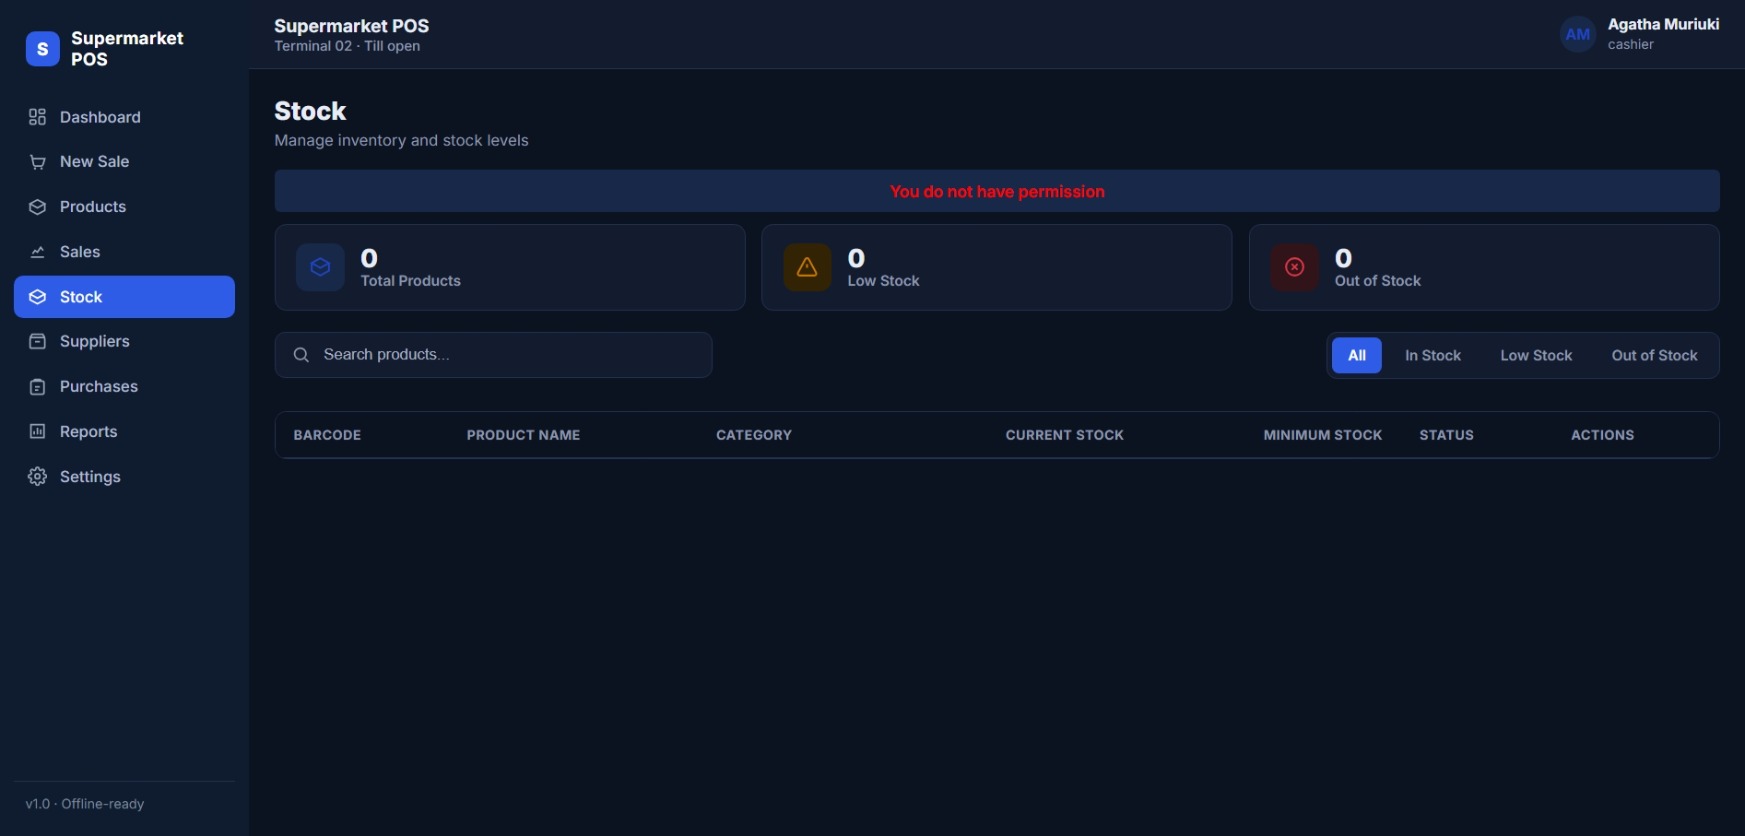 S
Supermarket
POS
Dashboard
New Sale
Products
Sales
Stock
Suppliers
Purchases
Reports
Settings
v1.0 · Offline-ready
Supermarket POS
Terminal 02 · Till open
AM
Agatha Muriuki
cashier
Stock
Manage inventory and stock levels
You do not have permission
0
Total Products
0
Low Stock
0
Out of Stock
Search products...
All In Stock Low Stock Out of Stock
BARCODE PRODUCT NAME CATEGORY CURRENT STOCK MINIMUM STOCK STATUS ACTIONS